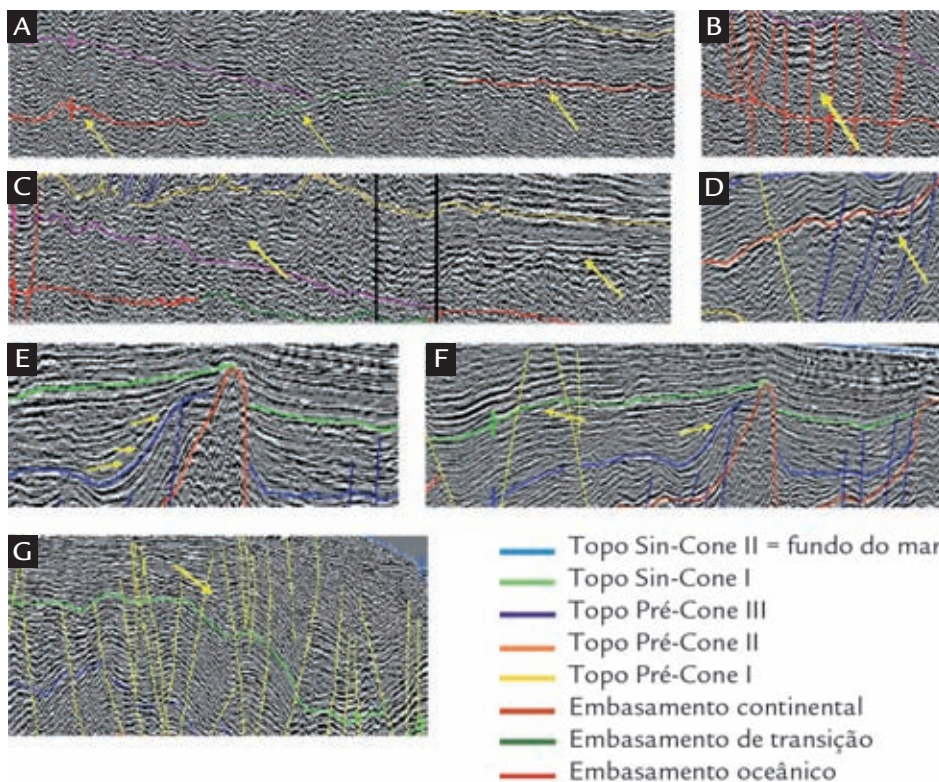 A
B
C
D
E
F
G
Topo Sin-Cone II = fundo do mar
Topo Sin-Cone I
Topo Pré-Cone III
Topo Pré-Cone II
Topo Pré-Cone I
Embasamento continental
Embasamento de transição
Embasamento oceânico